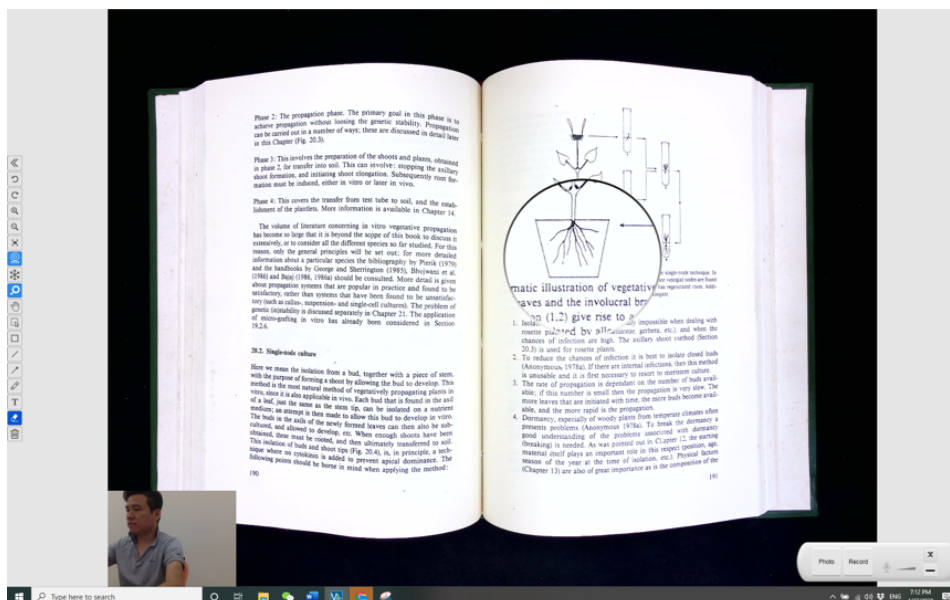 Phase 2: The propagation phase. The primary goal in this phase is to
achieve propagation without loosing the genetic stability. Propagation
can be carried out in a number of ways; these are discussed in detail later
in this Chapter (Fig. 20.3).
Phase 3: This involves the preparation of the shoots and plants, obtained
in phase 2, for transfer into soil. This can involve: stopping the axillary
shoot formation, and initiating shoot elongation. Subsequently root for-
mation must be induced, either in vitro or later in vivo.
Phase 4: This covers the transfer from test tube to soil, and the estab-
lishment of the plantlets. More information is available in Chapter 14.
The volume of literature concerning in vitro vegetative propagation
has become so large that it is beyond the scope of this book to discuss it
extensively, or to consider all the different species so far studied. For this
reason, only the general principles will be set out; for more detailed
information about a particular species the bibliography by Pierik (1979)
and the handbooks by George and Sherrington (1985), Bhojwani et al.
(1986) and Bajaj (1986, 1986a) should be consulted. More detail is given
about propagation systems that are popular in practice and found to be
satisfactory, rather than systems that have been found to be unsatisfac-
tory (such as callus-, suspension- and single-cell cultures). The problem of
genetic (in)stability is discussed separately in Chapter 21. The application
of micro-grafting in vitro has already been considered in Section
19.2.6.
20.2. Single-node culture
Here we mean the isolation from a bud, together with a piece of stem,
with the purpose of forming a shoot by allowing the bud to develop. This
method is the most natural method of vegetatively propagating plants in
vitro, since it is also applicable in vivo. Each bud that is found in the axil
of a leaf, just the same as the stem tip, can be isolated on a nutrient
medium; an attempt is then made to allow this bud to develop in vitro.
The buds in the axils of the newly formed leaves can then also be sub-
cultured, and allowed to develop, etc. When enough shoots have been
obtained, these must be rooted, and then ultimately transferred to soil.
This isolation of buds and shoot tips (Fig. 20.4), is, in principle, a tech-
nique where no cytokinin is added to prevent apical dominance. The
following points should be borne in mind when applying the method:
190
single-node technique. In
vestigial nodes are found
has regenerated roots.
matic illustration of vegetativ
eaves and the involucral br
on (1,2) give rise to a
1. Isola impossible when dealing with
rosette gerbera, etc.), and when the
chances of infection are high. The axillary shoot method (Section
20.3) is used for rosette plants.
2. To reduce the chances of infection it is best to isolate closed buds
(Anonymous, 1978a). If there are internal infections, then this method
is unusable and it is first necessary to resort to meristem culture.
3. The rate of propagation is dependant on the number of buds avail-
able; if this number is small then the propagation is very slow. The
more leaves that are initiated with time, the more buds become avail-
able, and the more rapid is the propagation.
4. Dormancy, especially of woody plants from temperate climates often
presents problems (Anonymous 1978a). To break the dormancy a
good understanding of the problems associated with dormancy
(breaking) is needed. As was pointed out in Chapter 12, the starting
material itself plays an important role in this respect (position, age,
season of the year at the time of isolation, etc.). Physical factors
(Chapter 13) are also of great importance as is the composition of the
191
Photo Record X
Type here to search
ENG 7:12 PM